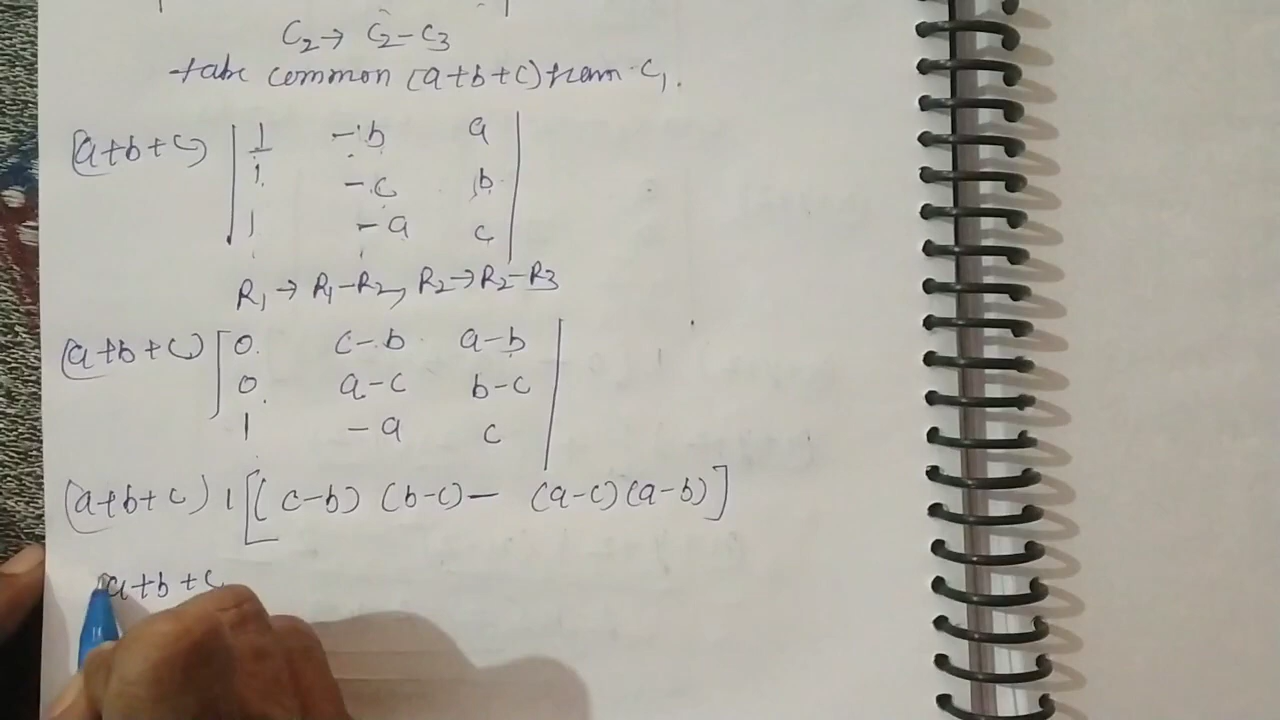 C₂→ C₂-C₃
take common (a+b+c) from C₁.
(a+b+c) | 1 -b a |
1 -c b
1 -a c
R₁ → R₁-R₂, R₂→R₂-R₃
(a+b+c) | 0 c-b a-b |
0 a-c b-c
1 -a c
(a+b+c) 1 [(c-b) (b-c) - (a-c)(a-b)]
a+b+c